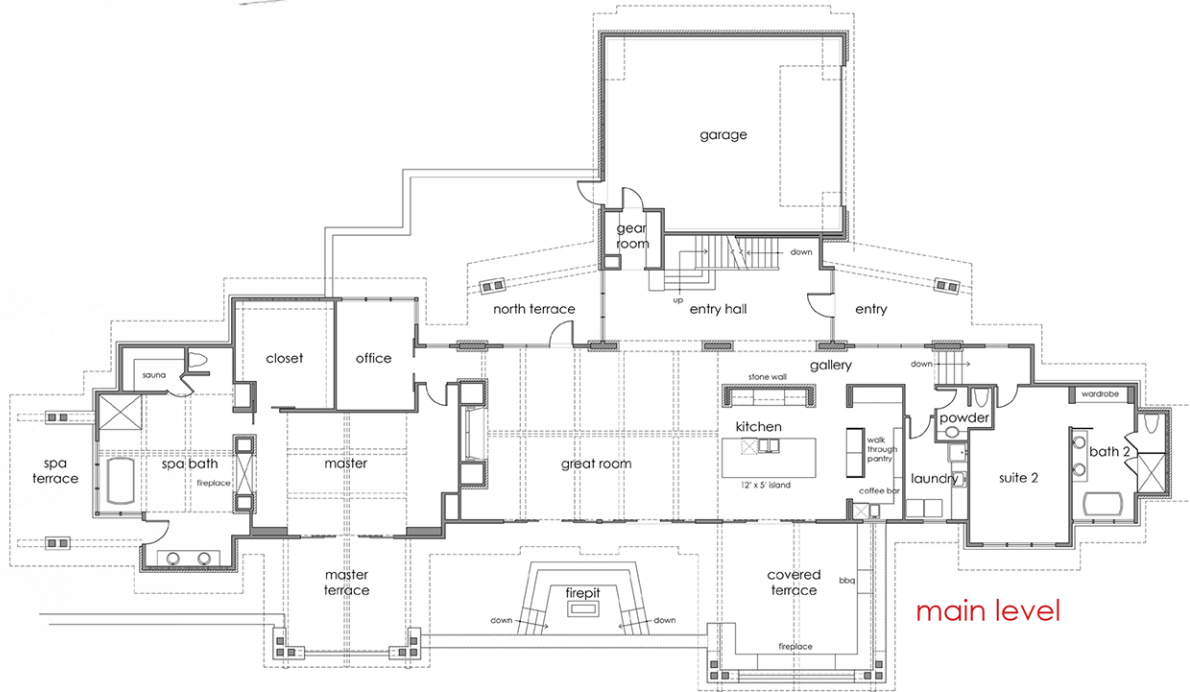 garage
gear
room
down
up
north terrace
entry hall
entry
closet
office
gallery
down
sauna
stone wall
wardrobe
powder
kitchen
walk
through
pantry
bath 2
spa
terrace
spa bath
fireplace
master
great room
12' x 5' island
coffee bar
laundry
suite 2
master
terrace
firepit
down
down
covered
terrace
bbq
fireplace
main level